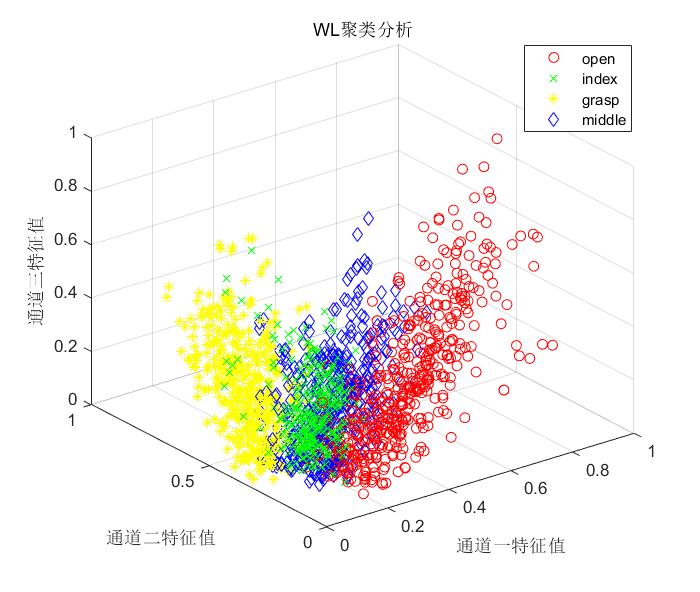 WL聚类分析
open
index
grasp
middle
通道三特征值
1
0.8
0.6
0.4
0.2
0
1
0.5
0
通道二特征值
0
0.2
0.4
0.6
0.8
1
通道一特征值